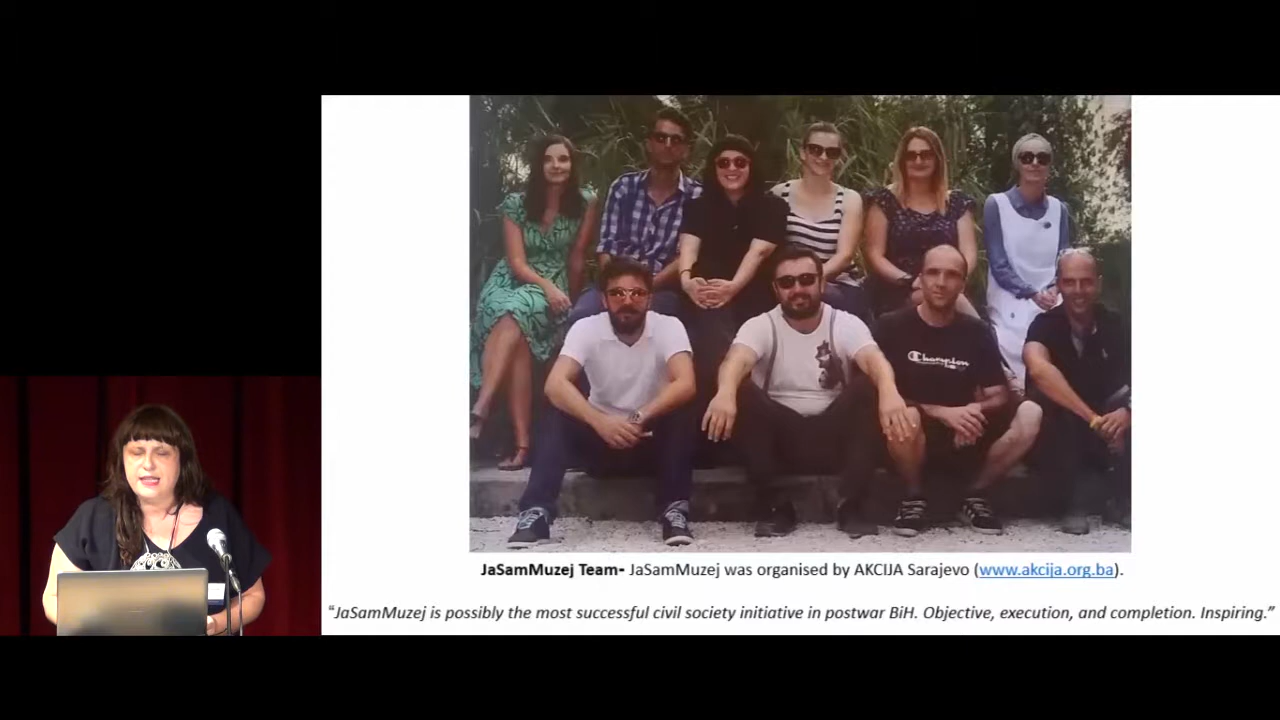 Champion
JaSamMuzej Team- JaSamMuzej was organised by AKCIJA Sarajevo (www.akcija.org.ba).
"JaSamMuzej is possibly the most successful civil society initiative in postwar BiH. Objective, execution, and completion. Inspiring."